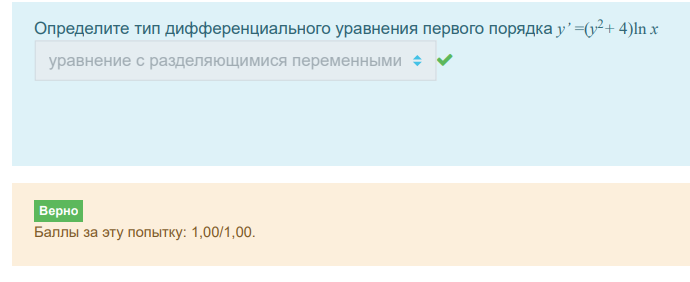 Определите тип дифференциального уравнения первого порядка y’ =(y²+ 4)ln x
уравнение с разделяющимися переменными
Верно
Баллы за эту попытку: 1,00/1,00.